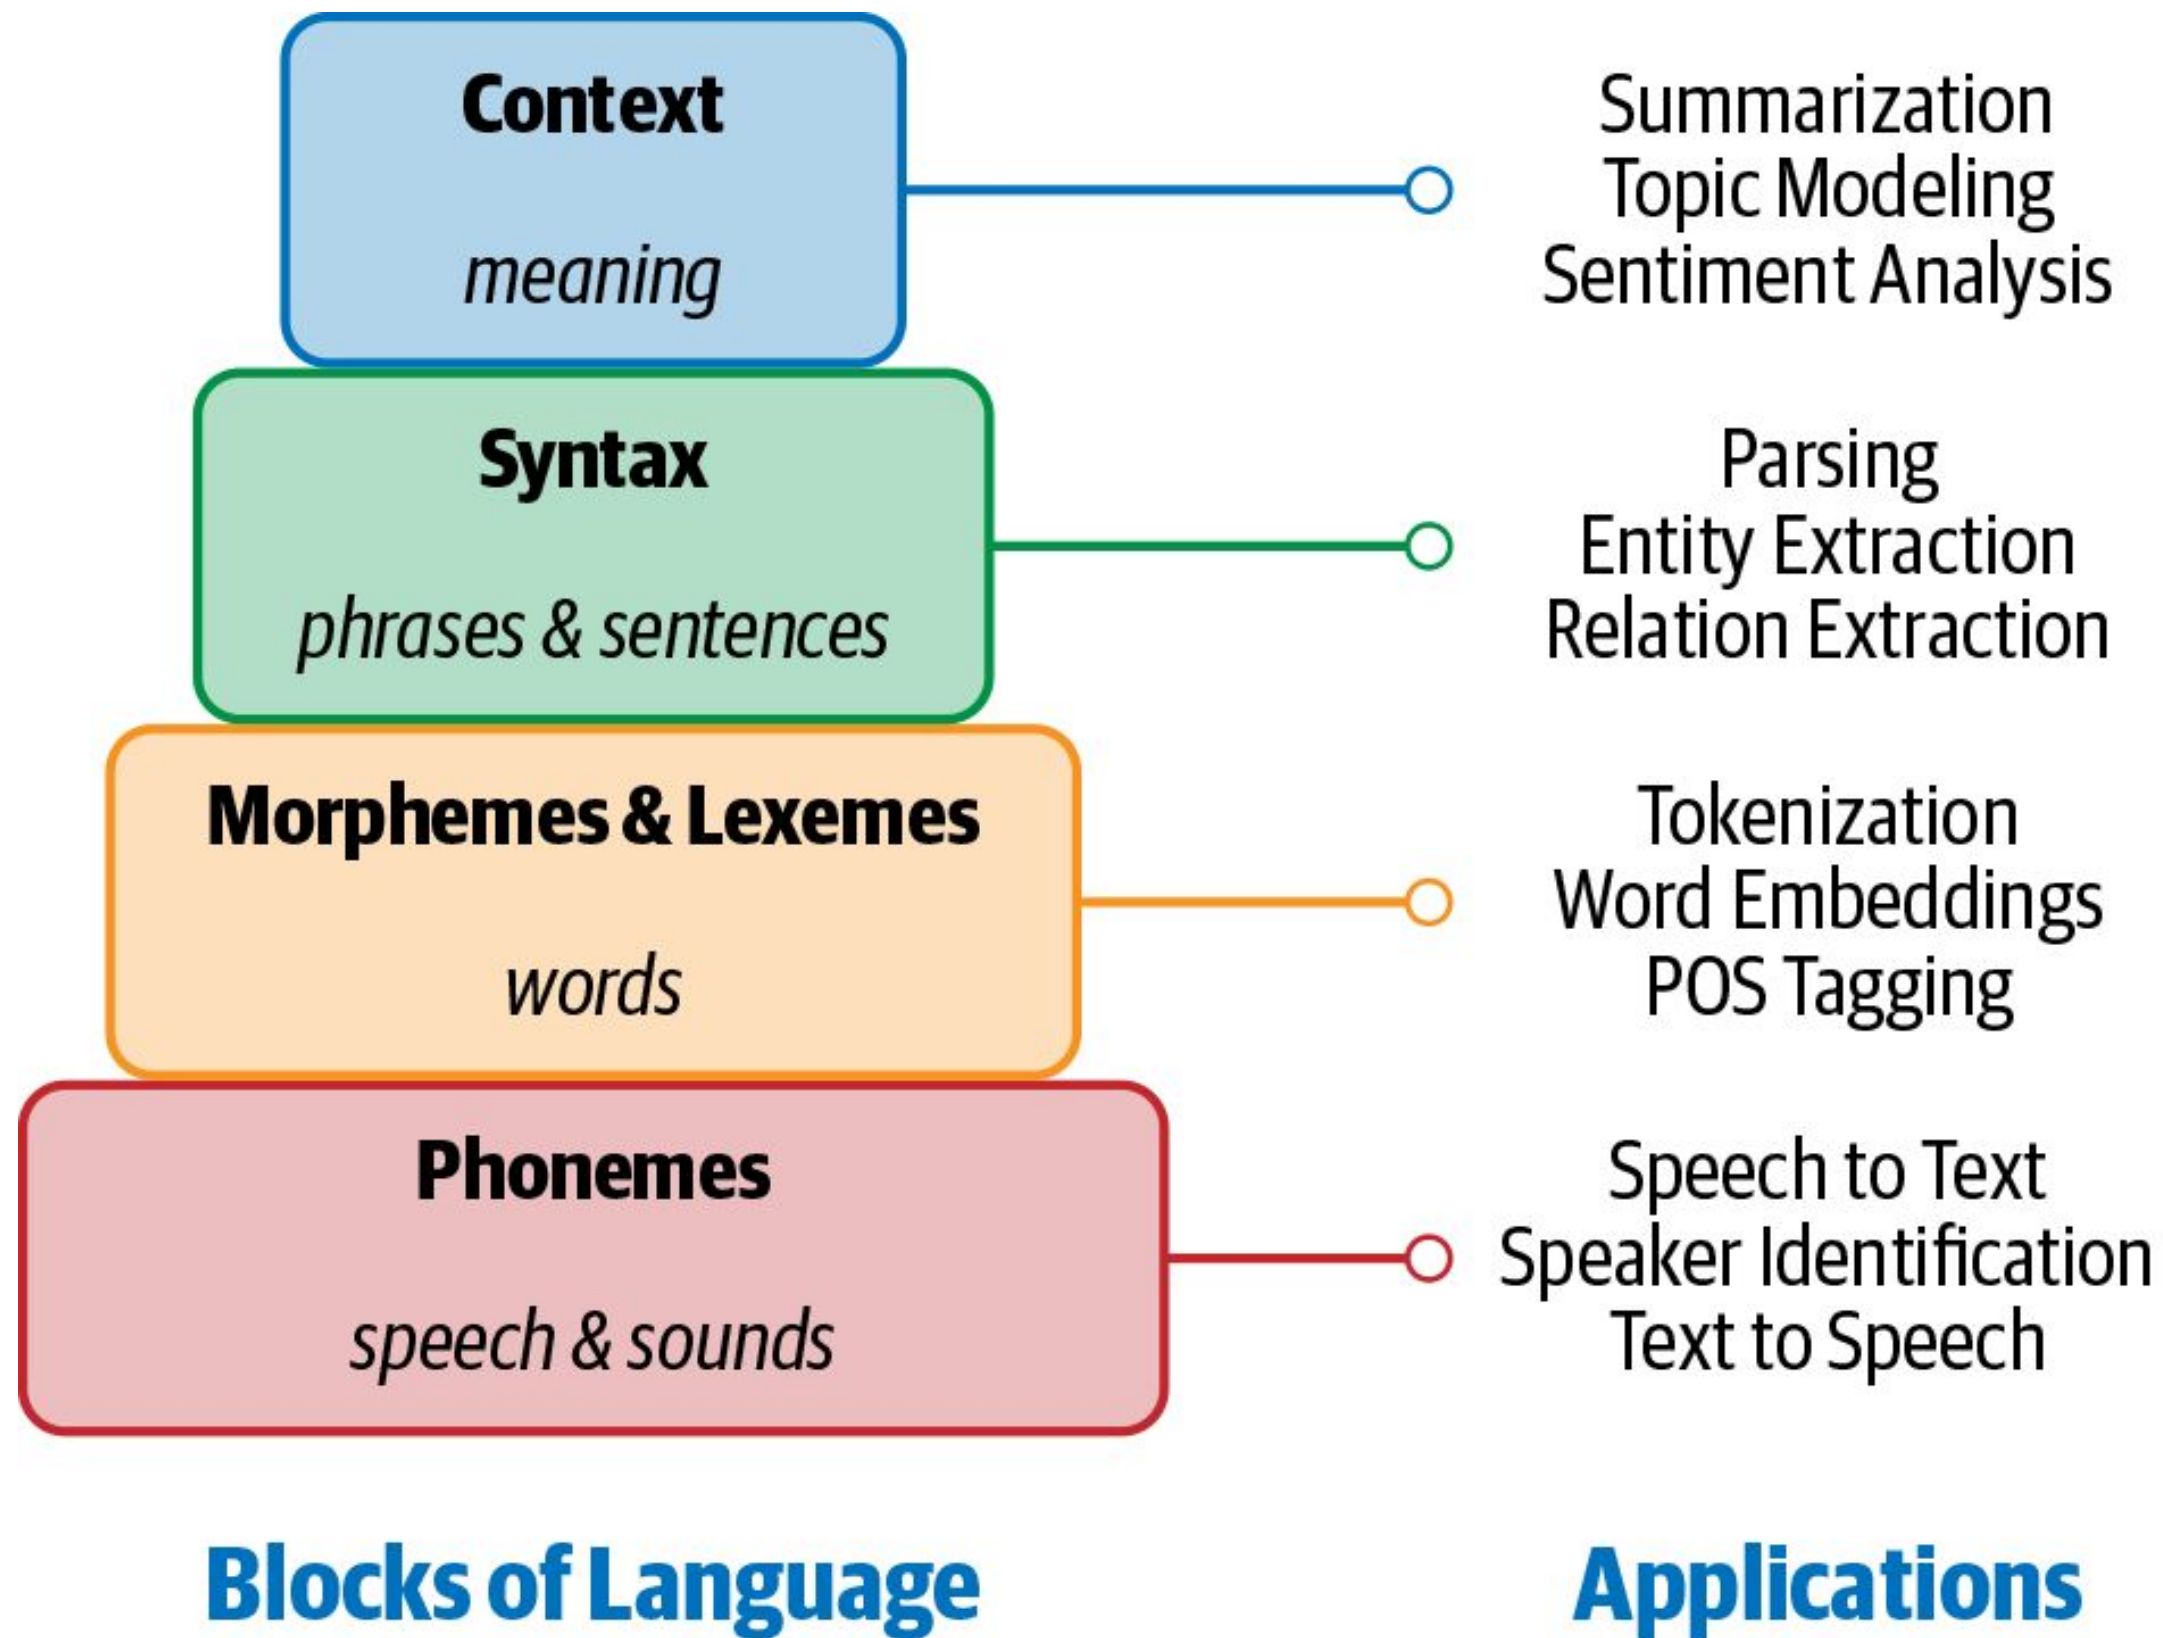 Context
meaning
Summarization
Topic Modeling
Sentiment Analysis
Syntax
phrases & sentences
Parsing
Entity Extraction
Relation Extraction
Morphemes & Lexemes
words
Tokenization
Word Embeddings
POS Tagging
Phonemes
speech & sounds
Speech to Text
Speaker Identification
Text to Speech
Blocks of Language
Applications